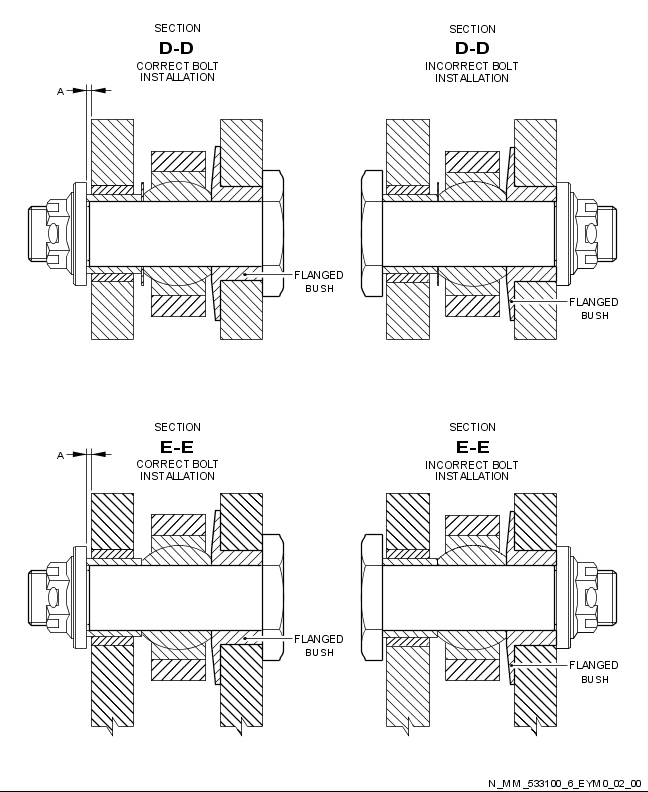 SECTION
D-D
CORRECT BOLT
INSTALLATION
SECTION
D-D
INCORRECT BOLT
INSTALLATION
A
FLANGED
BUSH
FLANGED
BUSH
SECTION
E-E
CORRECT BOLT
INSTALLATION
SECTION
E-E
INCORRECT BOLT
INSTALLATION
A
FLANGED
BUSH
FLANGED
BUSH
N_MM_533100_6_EYM0_02_00